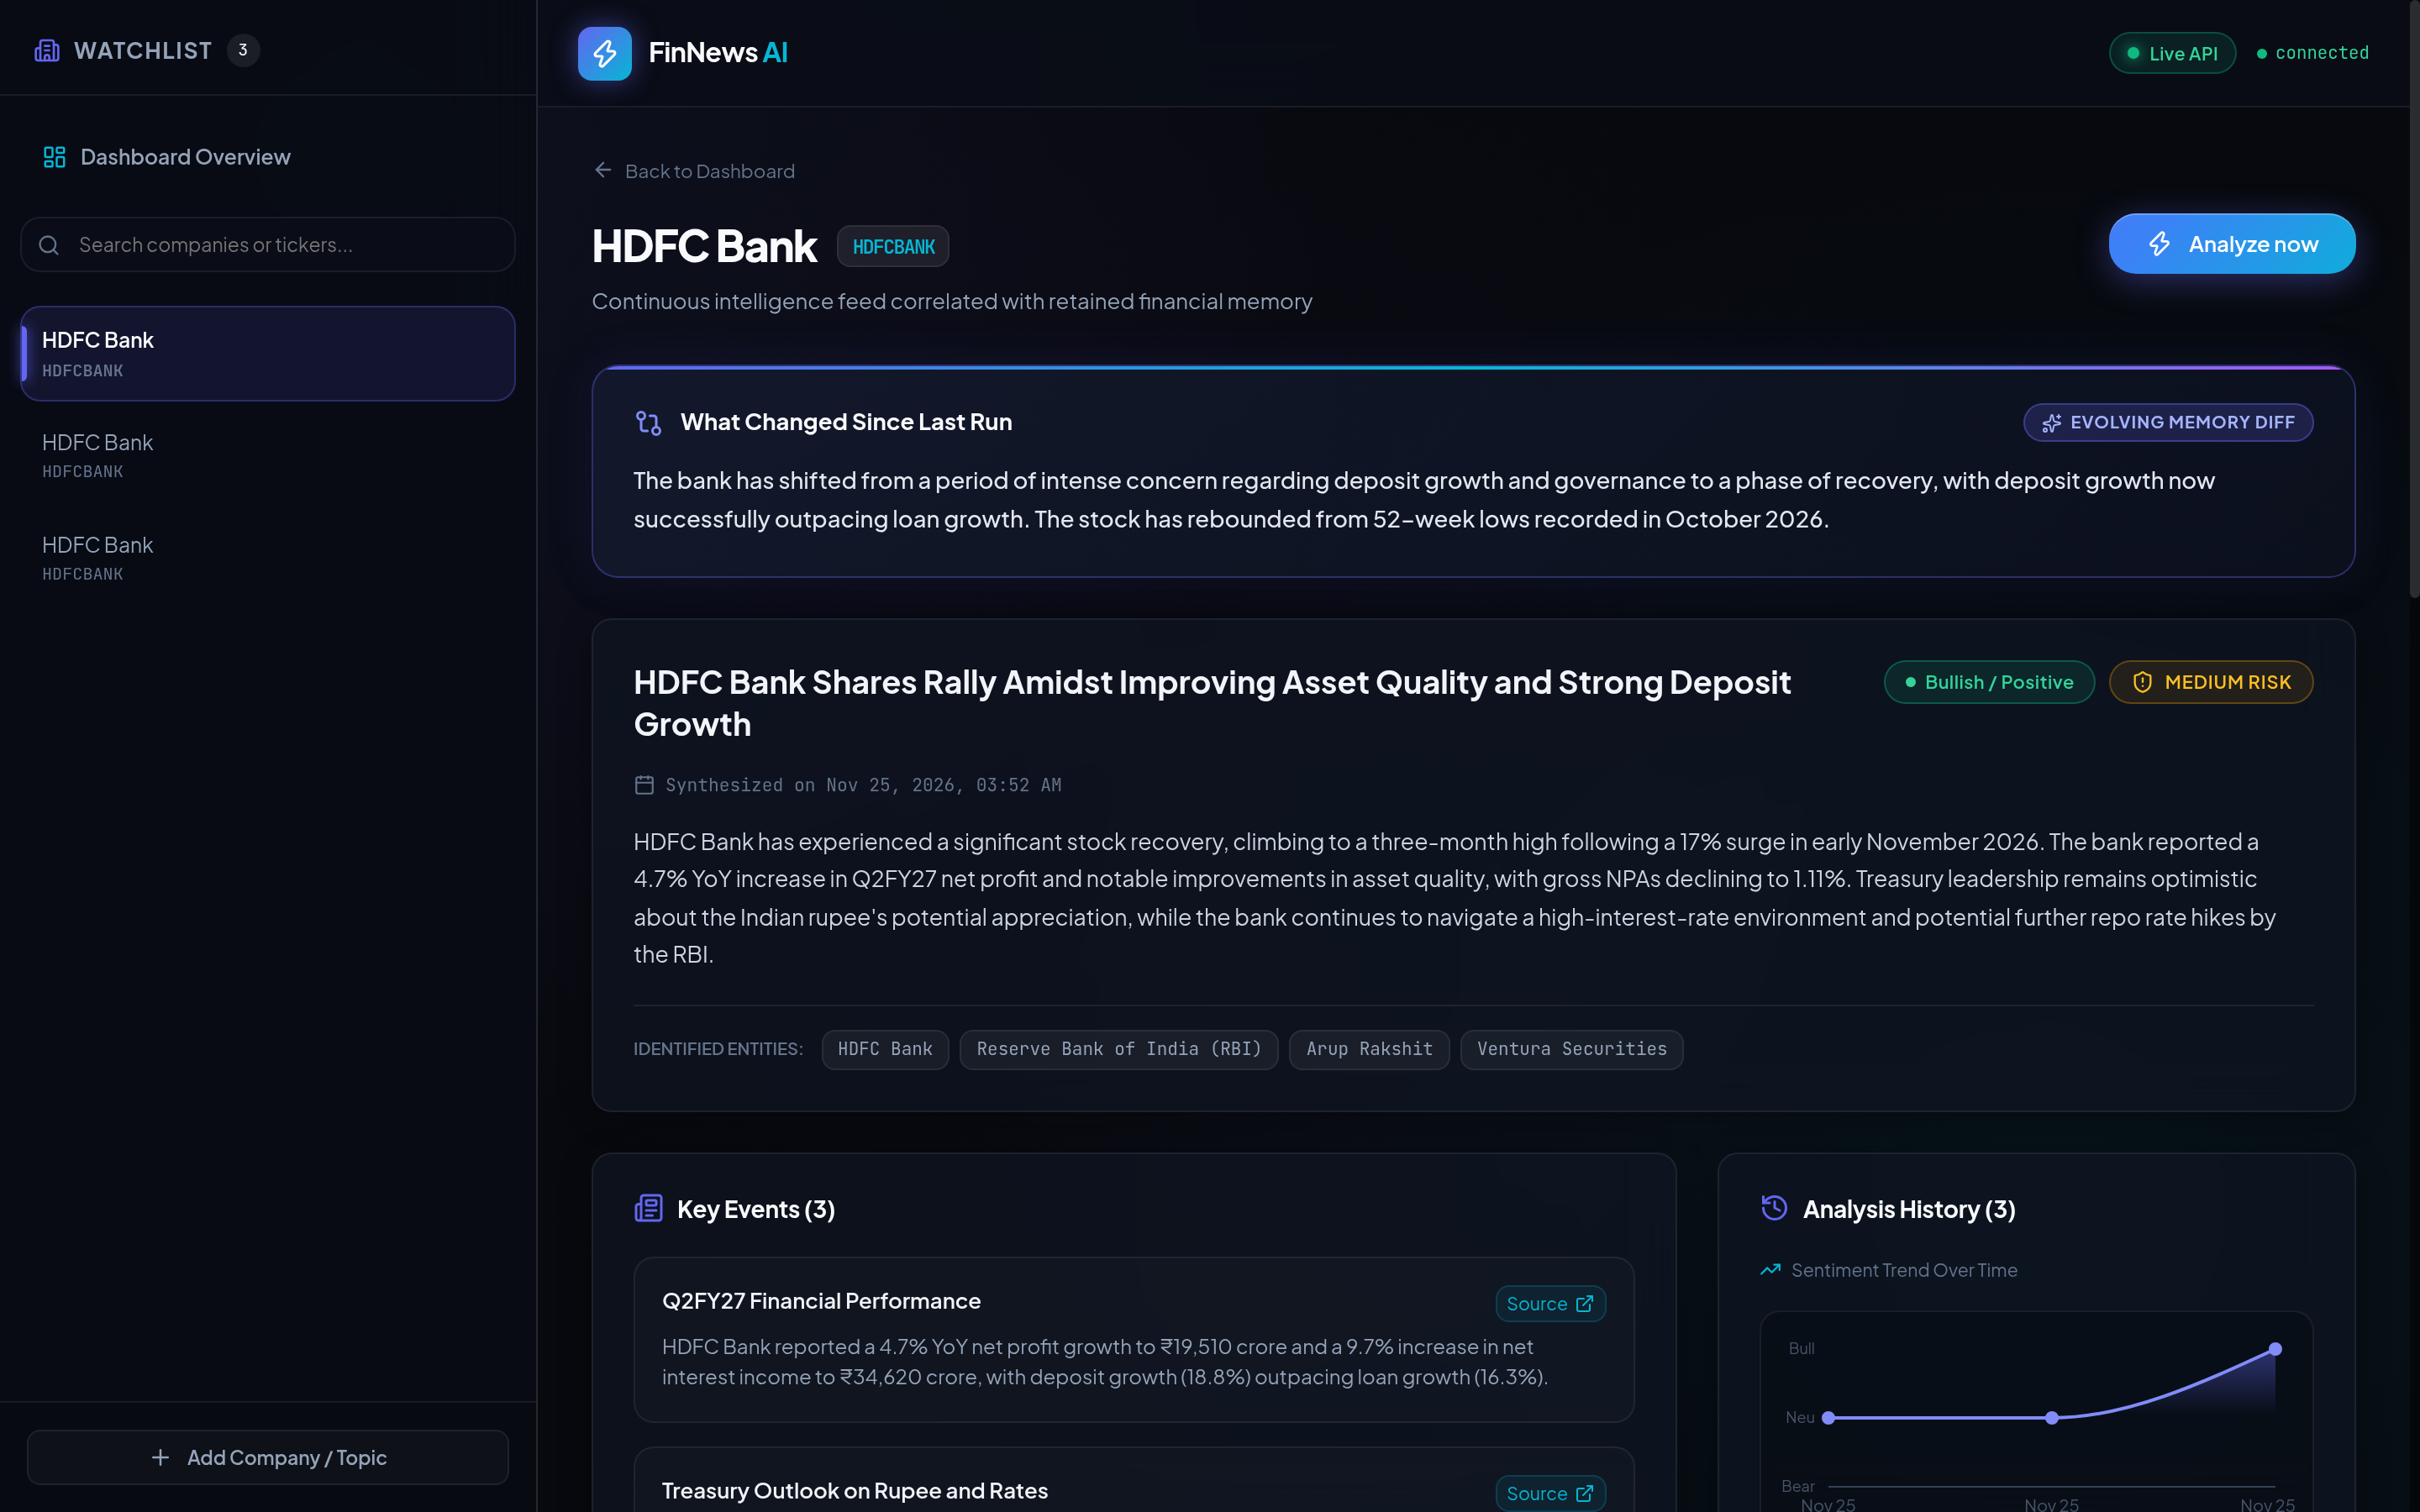 WATCHLIST 3
Dashboard Overview
Search companies or tickers...
HDFC Bank
HDFCBANK
HDFC Bank
HDFCBANK
HDFC Bank
HDFCBANK
Add Company / Topic
FinNews AI
Live API
connected
Back to Dashboard
HDFC Bank HDFCBANK
Analyze now
Continuous intelligence feed correlated with retained financial memory
What Changed Since Last Run
EVOLVING MEMORY DIFF
The bank has shifted from a period of intense concern regarding deposit growth and governance to a phase of recovery, with deposit growth now
successfully outpacing loan growth. The stock has rebounded from 52-week lows recorded in October 2026.
HDFC Bank Shares Rally Amidst Improving Asset Quality and Strong Deposit
Growth
Bullish / Positive
MEDIUM RISK
Synthesized on Nov 25, 2026, 03:52 AM
HDFC Bank has experienced a significant stock recovery, climbing to a three-month high following a 17% surge in early November 2026. The bank reported a
4.7% YoY increase in Q2FY27 net profit and notable improvements in asset quality, with gross NPAs declining to 1.11%. Treasury leadership remains optimistic
about the Indian rupee's potential appreciation, while the bank continues to navigate a high-interest-rate environment and potential further repo rate hikes by
the RBI.
IDENTIFIED ENTITIES: HDFC Bank Reserve Bank of India (RBI) Arup Rakshit Ventura Securities
Key Events (3)
Q2FY27 Financial Performance
Source
HDFC Bank reported a 4.7% YoY net profit growth to ₹19,510 crore and a 9.7% increase in net
interest income to ₹34,620 crore, with deposit growth (18.8%) outpacing loan growth (16.3%).
Treasury Outlook on Rupee and Rates
Source
Analysis History (3)
Sentiment Trend Over Time
Bull
Neu
Bear
Nov 25 Nov 25 Nov 25